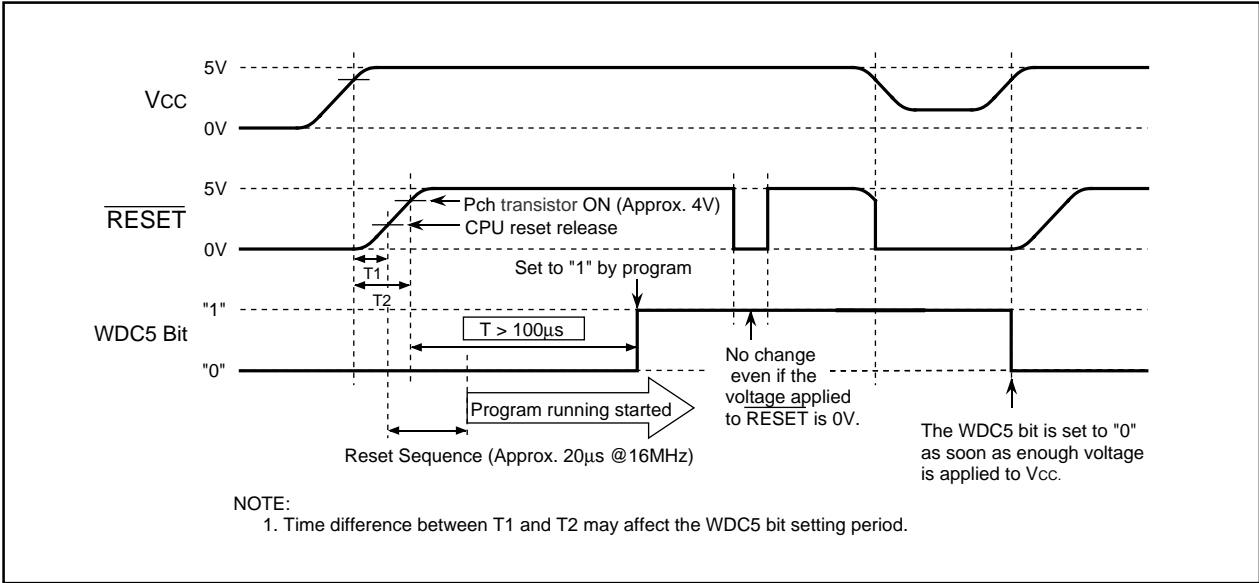 5V
VCC
0V
5V
RESET
0V
Pch transistor ON (Approx. 4V)
CPU reset release
T1
T2
Set to "1" by program
"1"
WDC5 Bit
"0"
T > 100μs
No change
even if the
voltage applied
to RESET is 0V.
Program running started
The WDC5 bit is set to "0"
as soon as enough voltage
is applied to VCC.
Reset Sequence (Approx. 20μs @16MHz)
NOTE:
1. Time difference between T1 and T2 may affect the WDC5 bit setting period.